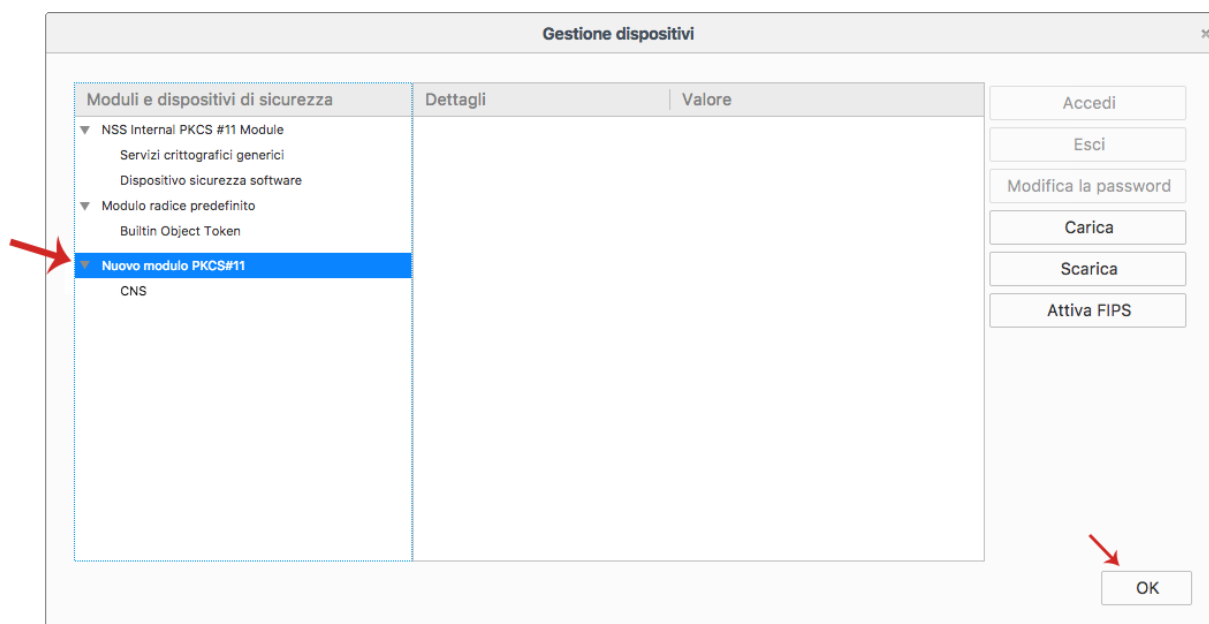 Gestione dispositivi
Moduli e dispositivi di sicurezza
Dettagli
Valore
NSS Internal PKCS #11 Module
Servizi crittografici generici
Dispositivo sicurezza software
Modulo radice predefinito
Builtin Object Token
Nuovo modulo PKCS#11
CNS
Accedi
Esci
Modifica la password
Carica
Scarica
Attiva FIPS
OK